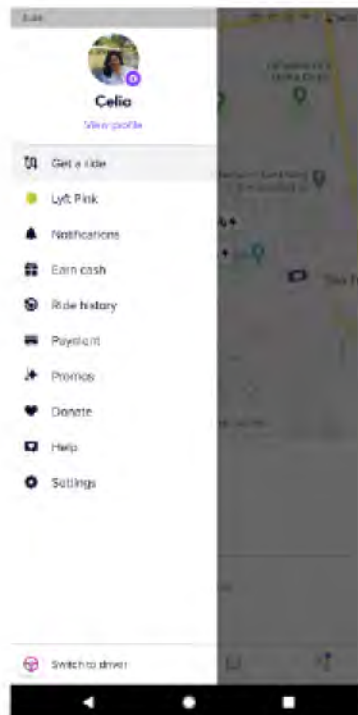 Celia
View profile
Get a ride
Lyft Pink
Notifications
Earn cash
Ride history
Payment
Promos
Donate
Help
Settings
Switch to driver